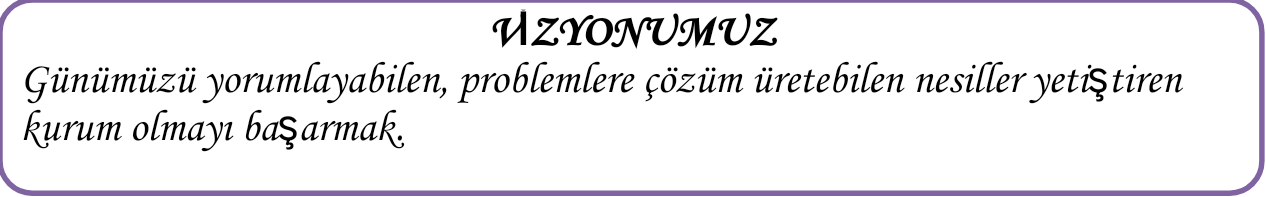 VİZYONUMUZ
Günümüzü yorumlayabilen, problemlere çözüm üretebilen nesiller yetiştiren
kurum olmayı başarmak.